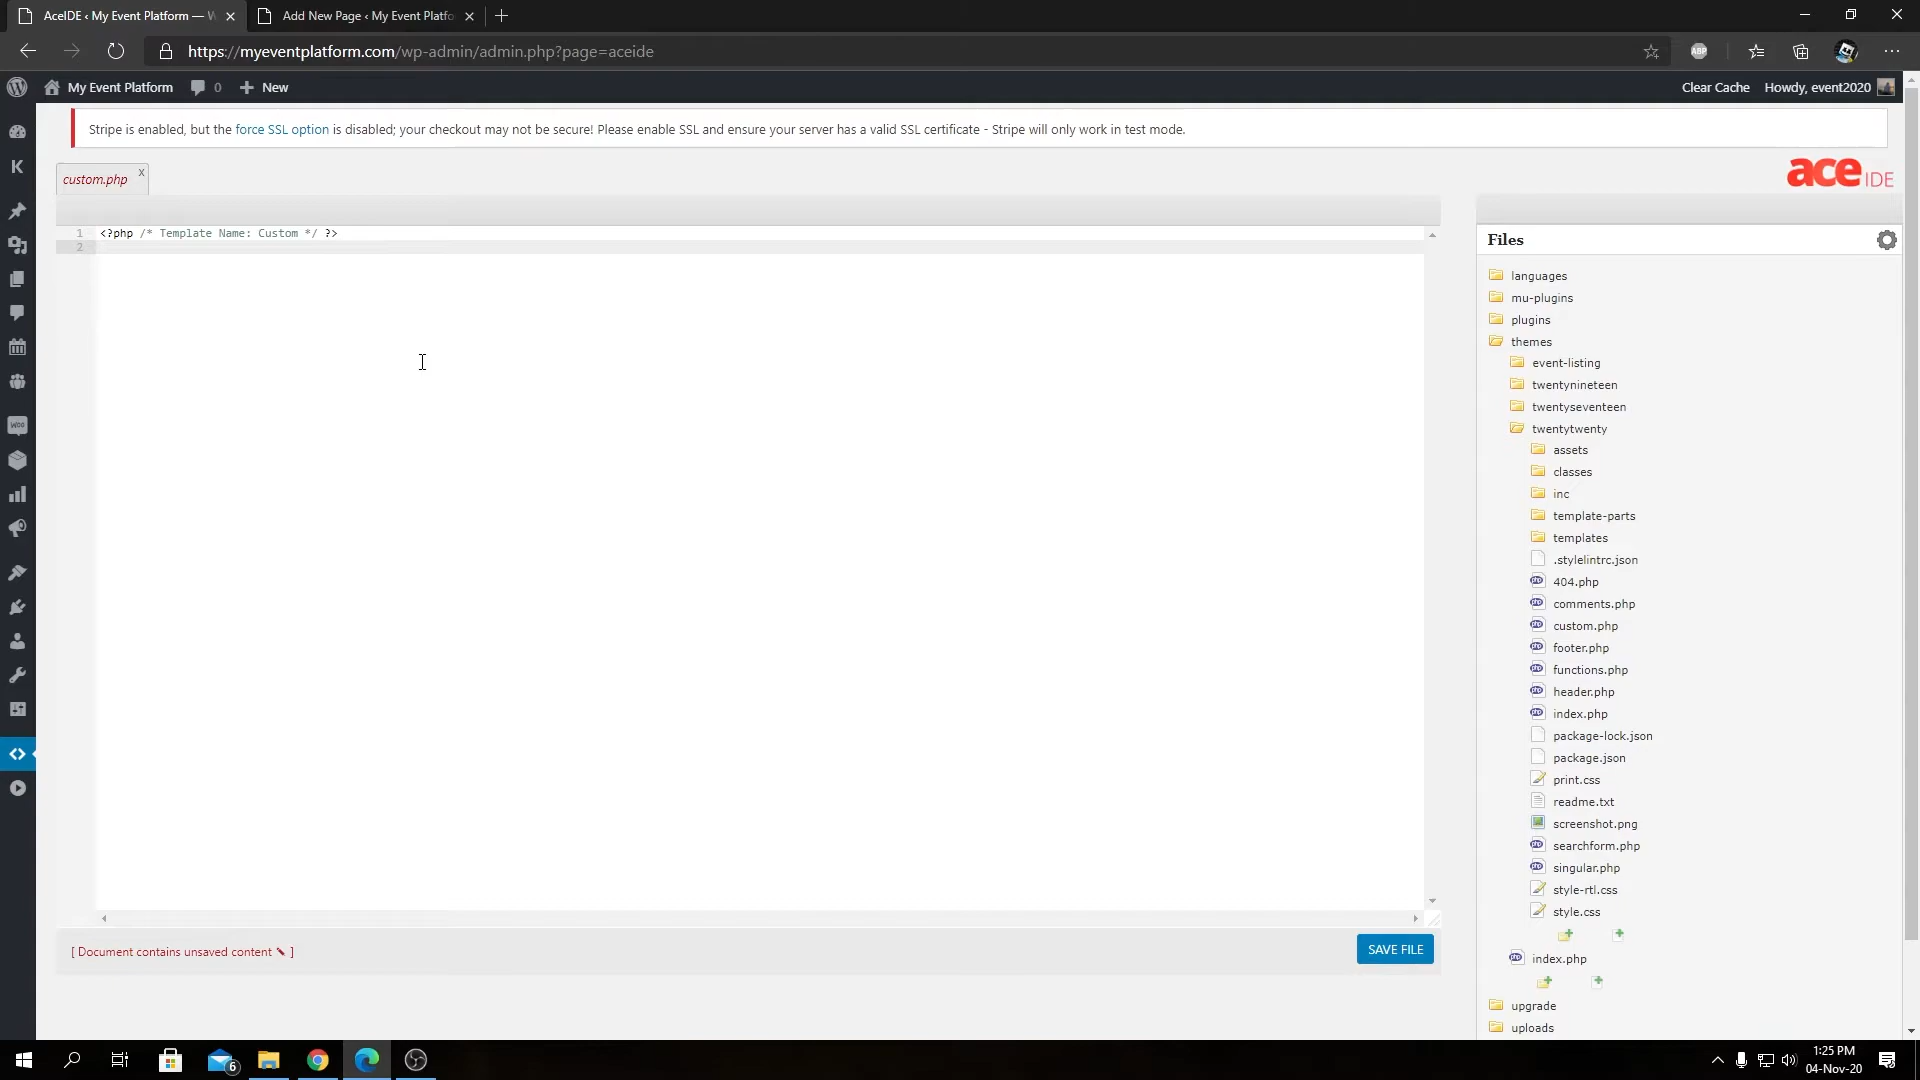 AceIDE ‹ My Event Platform — W
Add New Page ‹ My Event Platfo
https://myeventplatform.com/wp-admin/admin.php?page=aceide
ABP
My Event Platform
0
New
Clear Cache
Howdy, event2020
Stripe is enabled, but the force SSL option is disabled; your checkout may not be secure! Please enable SSL and ensure your server has a valid SSL certificate - Stripe will only work in test mode.
custom.php
x
ace IDE
1 <?php /* Template Name: Custom */ ?>
2
Files
languages
mu-plugins
plugins
themes
event-listing
twentynineteen
twentyseventeen
twentytwenty
assets
classes
inc
template-parts
templates
.stylelintrc.json
404.php
comments.php
custom.php
footer.php
functions.php
header.php
index.php
package-lock.json
package.json
print.css
readme.txt
screenshot.png
searchform.php
singular.php
style-rtl.css
style.css
index.php
upgrade
uploads
[ Document contains unsaved content ✎ ]
SAVE FILE
6
1:25 PM
04-Nov-20